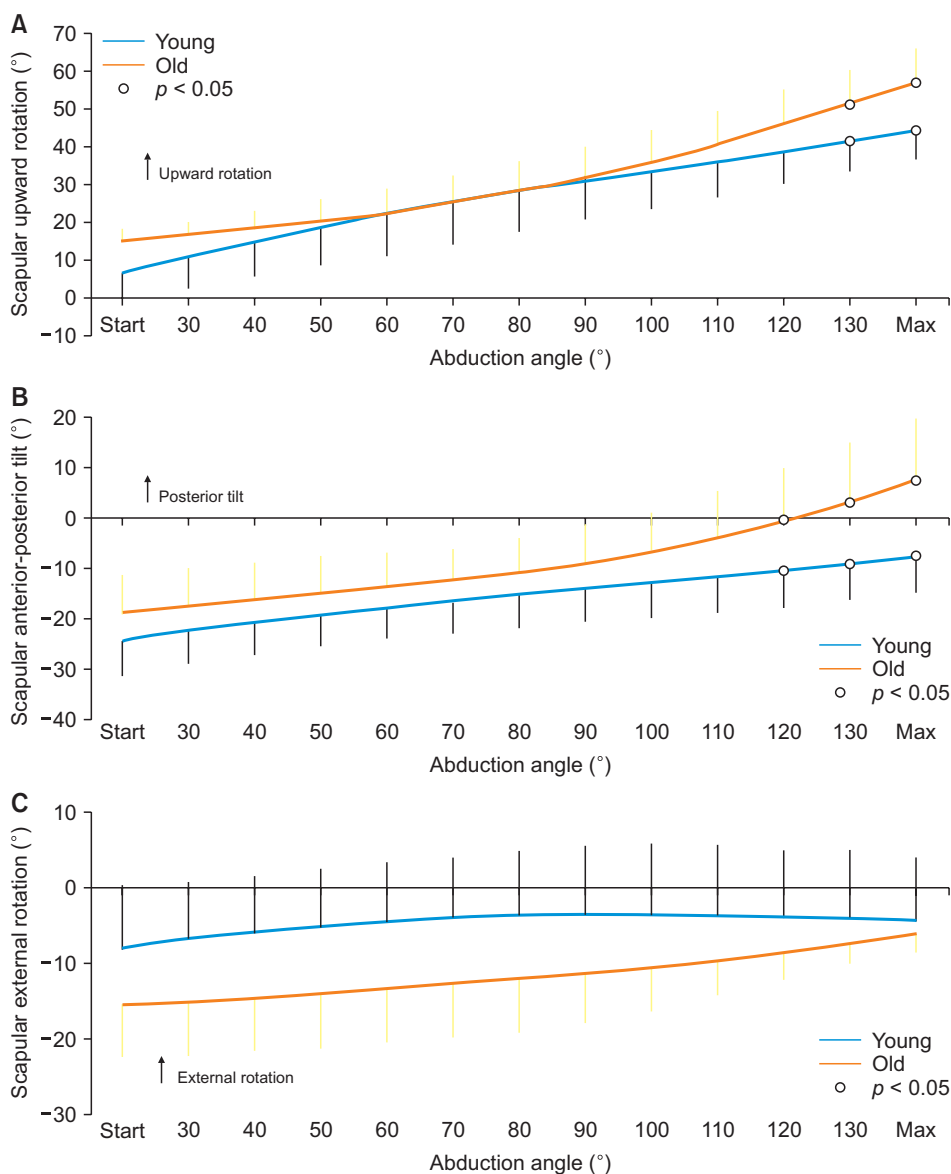 A
Scapular upward rotation (°)
70
60
50
40
30
20
10
0
−10
Young
Old
p < 0.05
Upward rotation
Start 30 40 50 60 70 80 90 100 110 120 130 Max
Abduction angle (°)
B
Scapular anterior-posterior tilt (°)
20
10
0
−10
−20
−30
−40
Posterior tilt
Young
Old
p < 0.05
Start 30 40 50 60 70 80 90 100 110 120 130 Max
Abduction angle (°)
C
Scapular external rotation (°)
10
0
−10
−20
−30
External rotation
Young
Old
p < 0.05
Start 30 40 50 60 70 80 90 100 110 120 130 Max
Abduction angle (°)